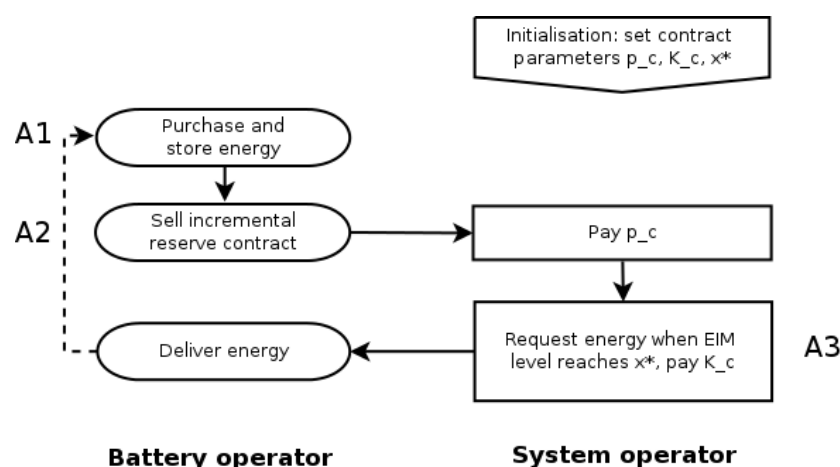 Initialisation: set contract
parameters p_c, K_c, x*
A1
Purchase and
store energy
A2
Sell incremental
reserve contract
Pay p_c
Deliver energy
Request energy when EIM
level reaches x*, pay K_c
A3
Battery operator
System operator